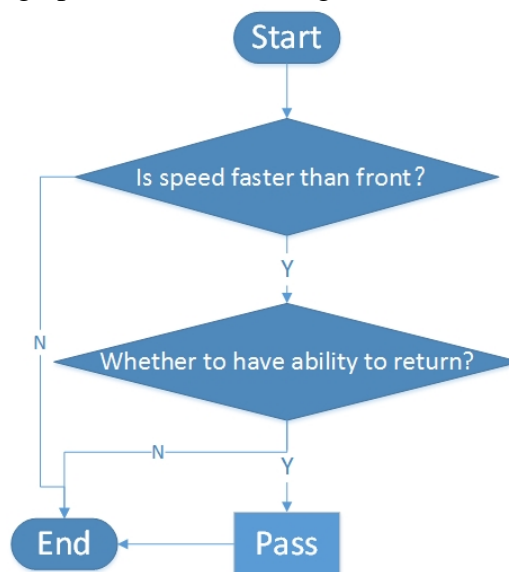 Start
Is speed faster than front?
Y
N
Whether to have ability to return?
N
Y
End
Pass